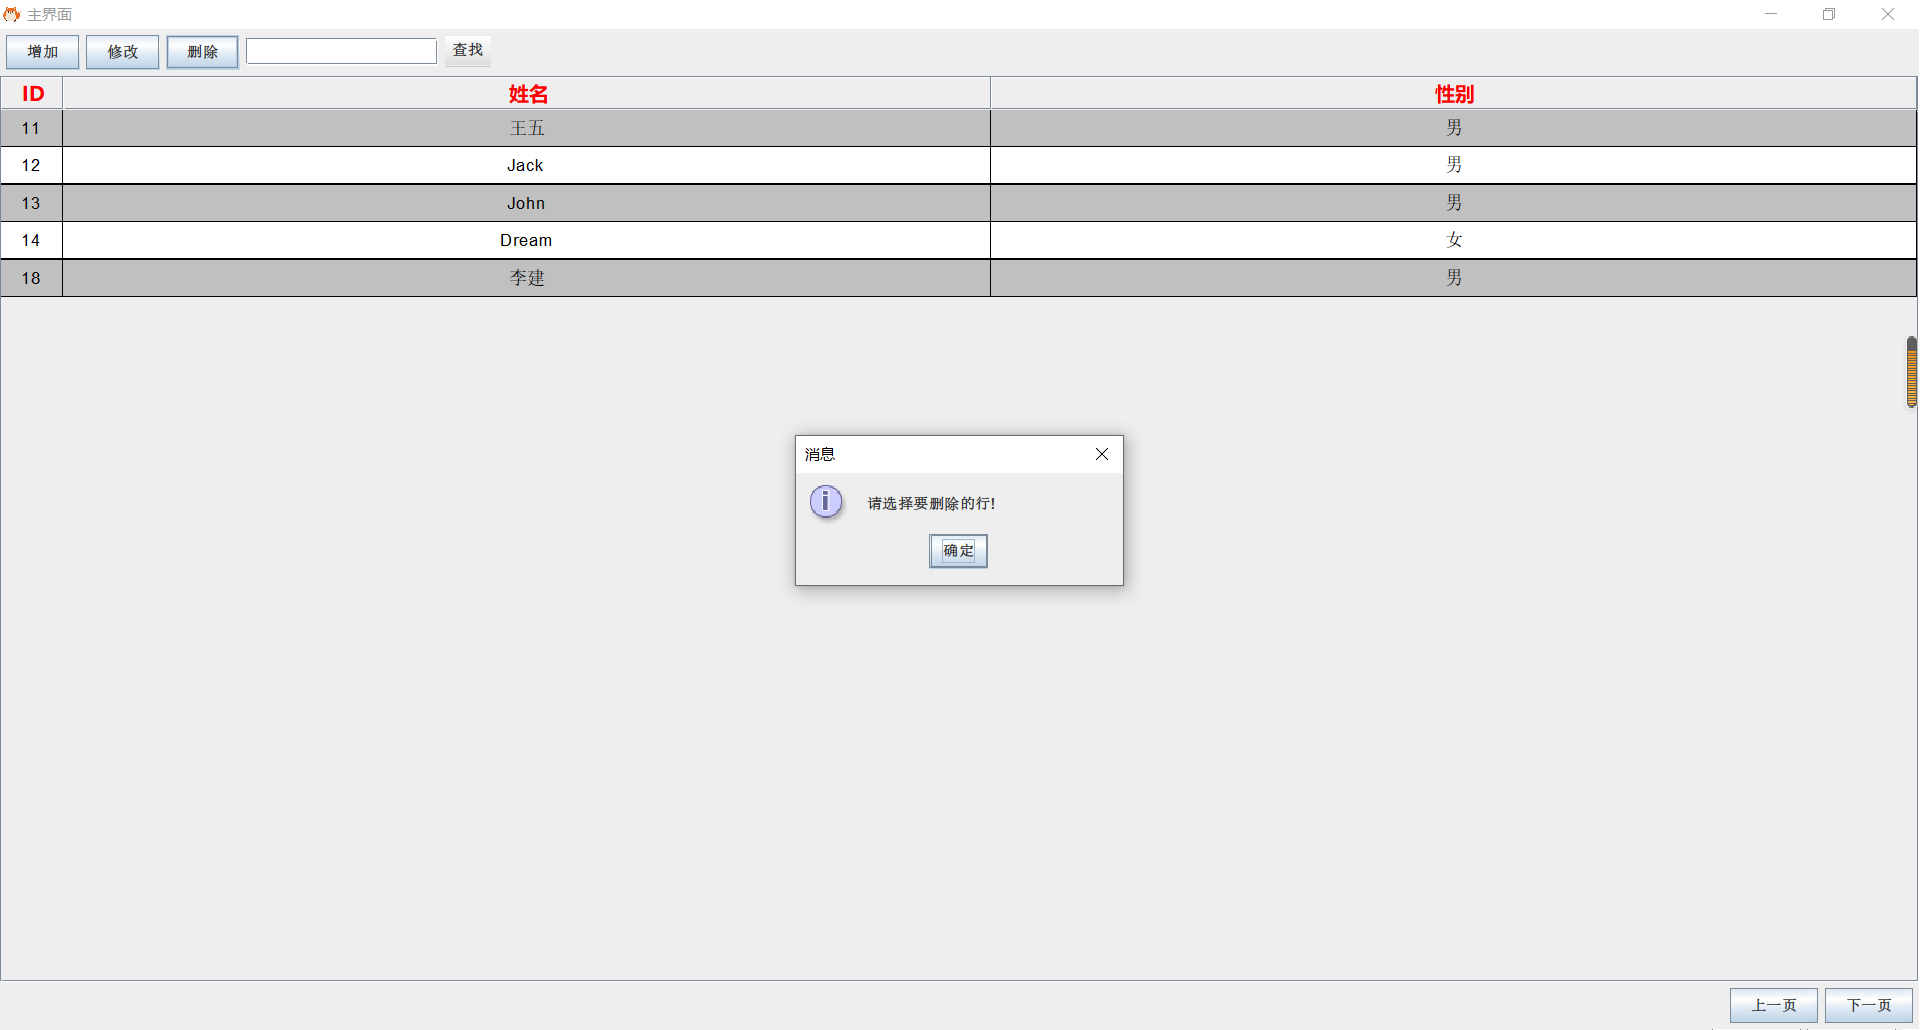 主界面
增加 修改 删除 查找
ID 姓名 性别
11 王五 男
12 Jack 男
13 John 男
14 Dream 女
18 李建 男
消息
请选择要删除的行!
确定
上一页 下一页